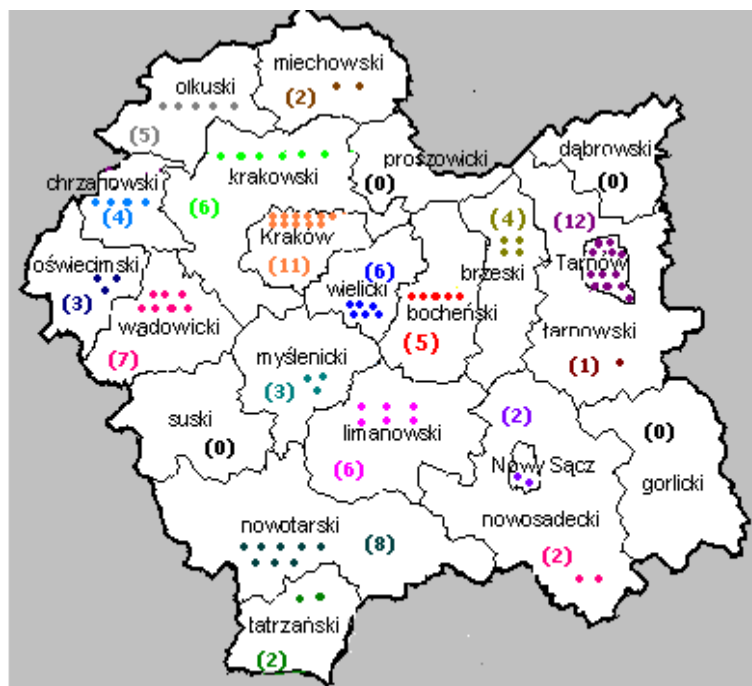 miechowski
(2)
olkuski
(5)
proszowicki
(0)
dąbrowski
(0)
chrzanowski
(4)
krakowski
(6)
Kraków
(11)
(4)
brzeski
(12)
Tarnów
oświecimski
(3)
wadowicki
(7)
(6)
wielicki
bocheński
(5)
tarnowski
(1)
myślenicki
(3)
suski
(0)
limanowski
(6)
(2)
Nowy Sącz
nowosadecki
(2)
(0)
gorlicki
nowotarski
(8)
tatrzański
(2)